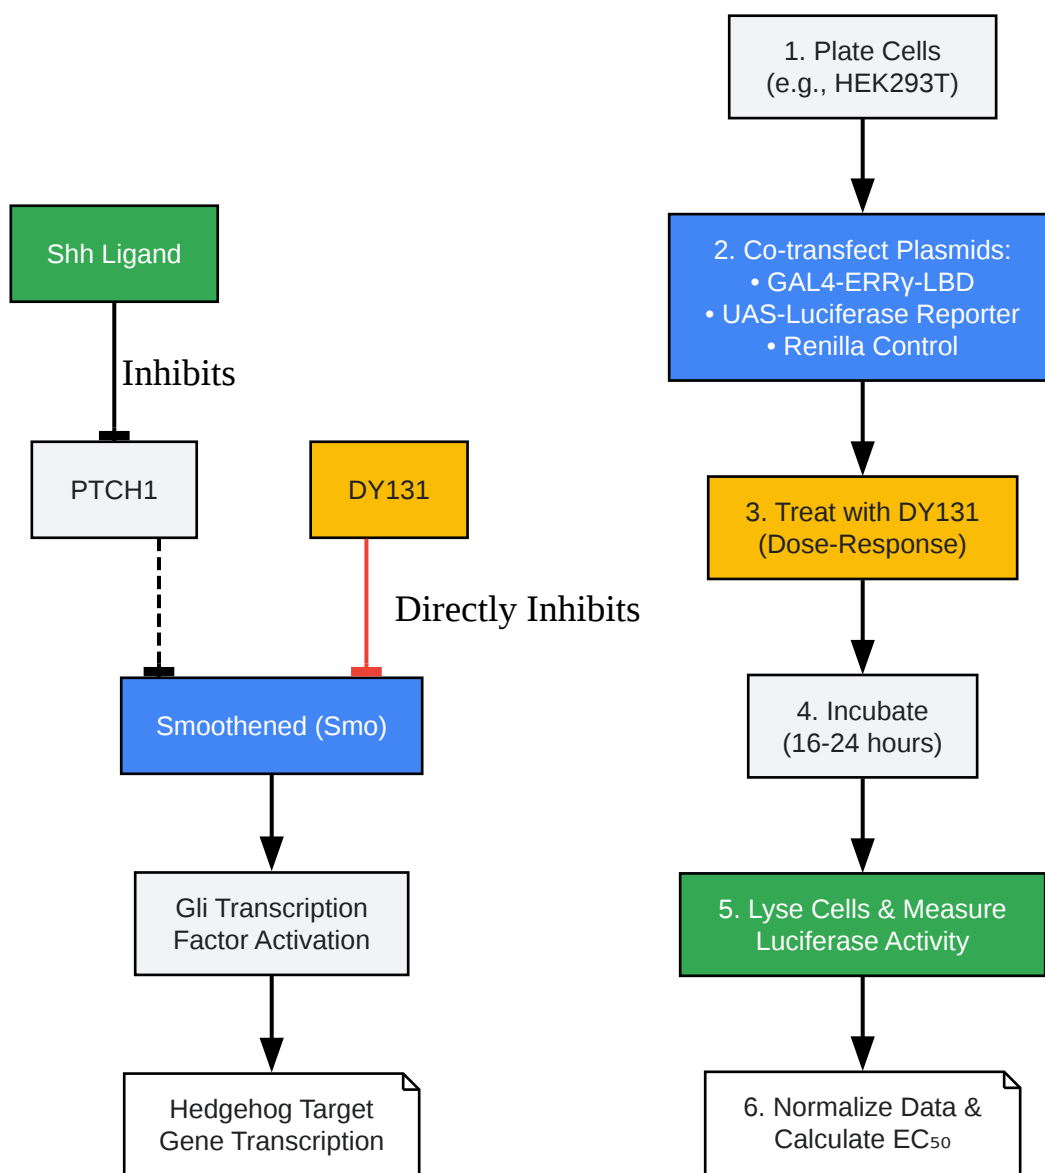 Shh Ligand
Inhibits
PTCH1
DY131
Directly Inhibits
Smoothened (Smo)
Gli Transcription
Factor Activation
Hedgehog Target
Gene Transcription
1. Plate Cells
(e.g., HEK293T)
2. Co-transfect Plasmids:
• GAL4-ERRγ-LBD
• UAS-Luciferase Reporter
• Renilla Control
3. Treat with DY131
(Dose-Response)
4. Incubate
(16-24 hours)
5. Lyse Cells & Measure
Luciferase Activity
6. Normalize Data &
Calculate EC₅₀